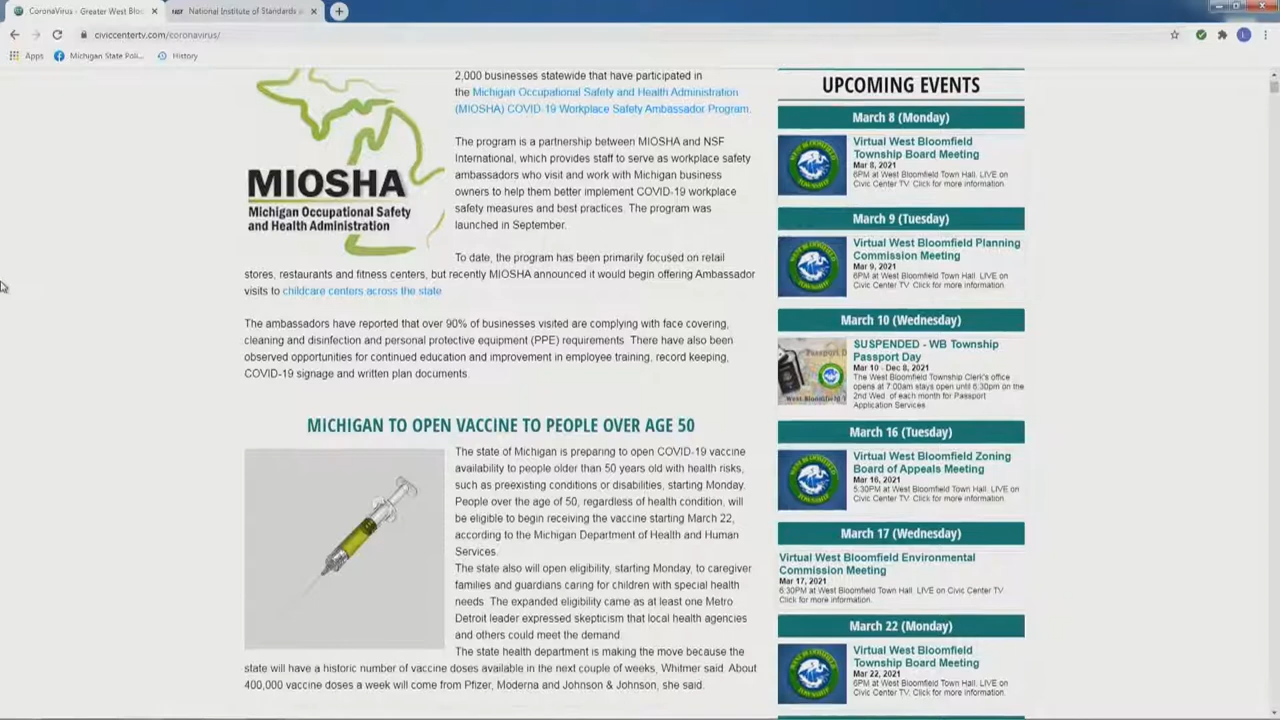 CoronaVirus - Greater West Bloo
National Institute of Standards a
civiccentertv.com/coronavirus/
Apps
Michigan State Poli...
History
MIOSHA
Michigan Occupational Safety
and Health Administration
2,000 businesses statewide that have participated in
the Michigan Occupational Safety and Health Administration
(MIOSHA) COVID-19 Workplace Safety Ambassador Program.
The program is a partnership between MIOSHA and NSF
International, which provides staff to serve as workplace safety
ambassadors who visit and work with Michigan business
owners to help them better implement COVID-19 workplace
safety measures and best practices. The program was
launched in September.
To date, the program has been primarily focused on retail
stores, restaurants and fitness centers, but recently MIOSHA announced it would begin offering Ambassador
visits to childcare centers across the state
The ambassadors have reported that over 90% of businesses visited are complying with face covering,
cleaning and disinfection and personal protective equipment (PPE) requirements. There have also been
observed opportunities for continued education and improvement in employee training, record keeping,
COVID-19 signage and written plan documents.
MICHIGAN TO OPEN VACCINE TO PEOPLE OVER AGE 50
The state of Michigan is preparing to open COVID-19 vaccine
availability to people older than 50 years old with health risks,
such as preexisting conditions or disabilities, starting Monday.
People over the age of 50, regardless of health condition, will
be eligible to begin receiving the vaccine starting March 22,
according to the Michigan Department of Health and Human
Services.
The state also will open eligibility, starting Monday, to caregiver
families and guardians caring for children with special health
needs. The expanded eligibility came as at least one Metro
Detroit leader expressed skepticism that local health agencies
and others could meet the demand.
The state health department is making the move because the
state will have a historic number of vaccine doses available in the next couple of weeks, Whitmer said. About
400,000 vaccine doses a week will come from Pfizer, Moderna and Johnson & Johnson, she said.
UPCOMING EVENTS
March 8 (Monday)
Virtual West Bloomfield
Township Board Meeting
Mar 8, 2021
6PM at West Bloomfield Town Hall. LIVE on
Civic Center TV. Click for more information.
March 9 (Tuesday)
Virtual West Bloomfield Planning
Commission Meeting
Mar 9, 2021
6PM at West Bloomfield Town Hall. LIVE on
Civic Center TV. Click for more information.
March 10 (Wednesday)
SUSPENDED - WB Township
Passport Day
Mar 10 - Dec 8, 2021
The West Bloomfield Township Clerk's office
opens at 7:00am stays open until 6:30pm on the
2nd Wed. of each month for Passport
Application Services
March 16 (Tuesday)
Virtual West Bloomfield Zoning
Board of Appeals Meeting
Mar 16, 2021
5:30PM at West Bloomfield Town Hall. LIVE on
Civic Center TV. Click for more information.
March 17 (Wednesday)
Virtual West Bloomfield Environmental
Commission Meeting
Mar 17, 2021
6:30PM at West Bloomfield Town Hall. LIVE on Civic Center TV.
Click for more information.
March 22 (Monday)
Virtual West Bloomfield
Township Board Meeting
Mar 22, 2021
6PM at West Bloomfield Town Hall. LIVE on
Civic Center TV. Click for more information.